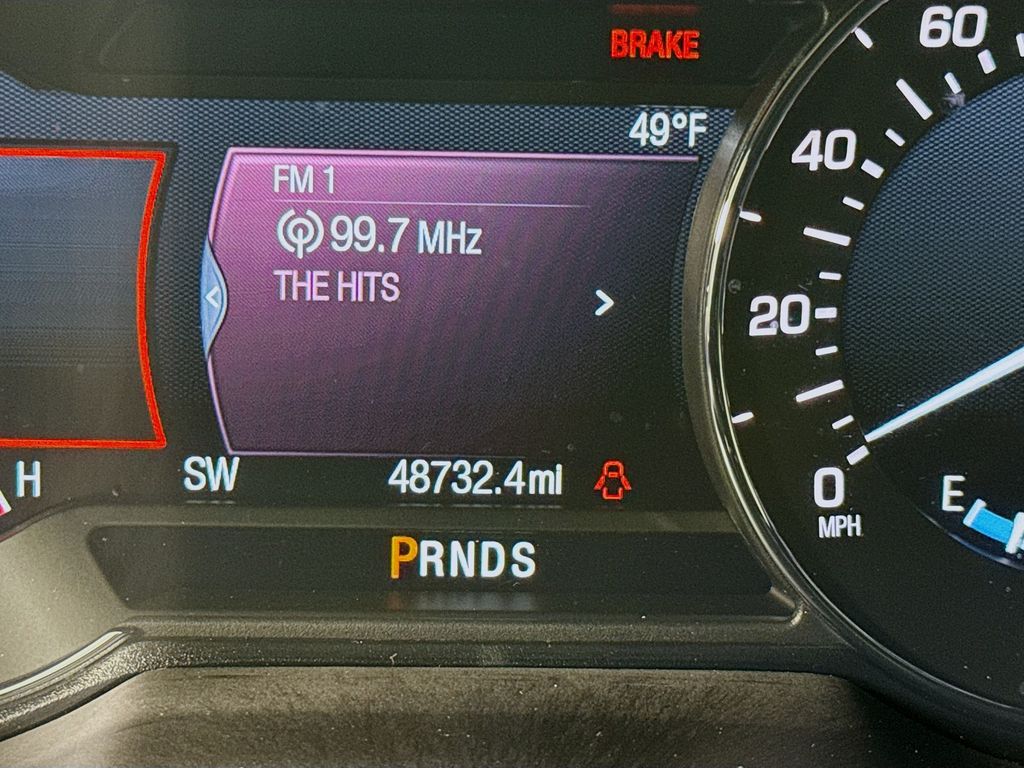 BRAKE
60
49°F
40
FM 1
99.7 MHz
THE HITS
20
H
SW
48732.4mi
0
E
MPH
PRNDS